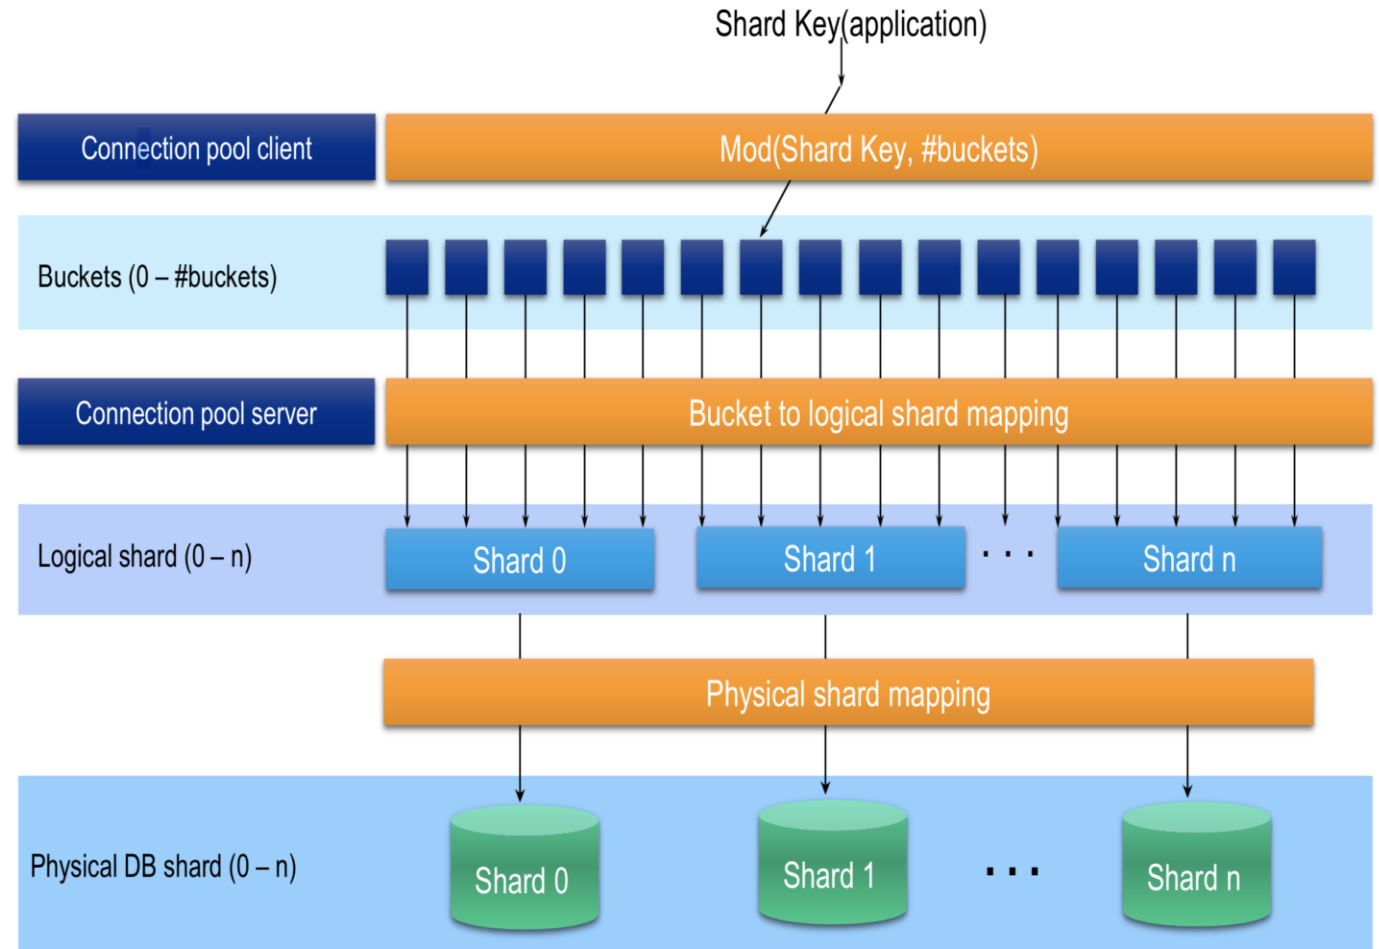 Shard Key(application)
Connection pool client
Mod(Shard Key, #buckets)
Buckets (0 – #buckets)
Connection pool server
Bucket to logical shard mapping
Logical shard (0 – n)
Shard 0
Shard 1
. . .
Shard n
Physical shard mapping
Physical DB shard (0 – n)
Shard 0
Shard 1
. . .
Shard n